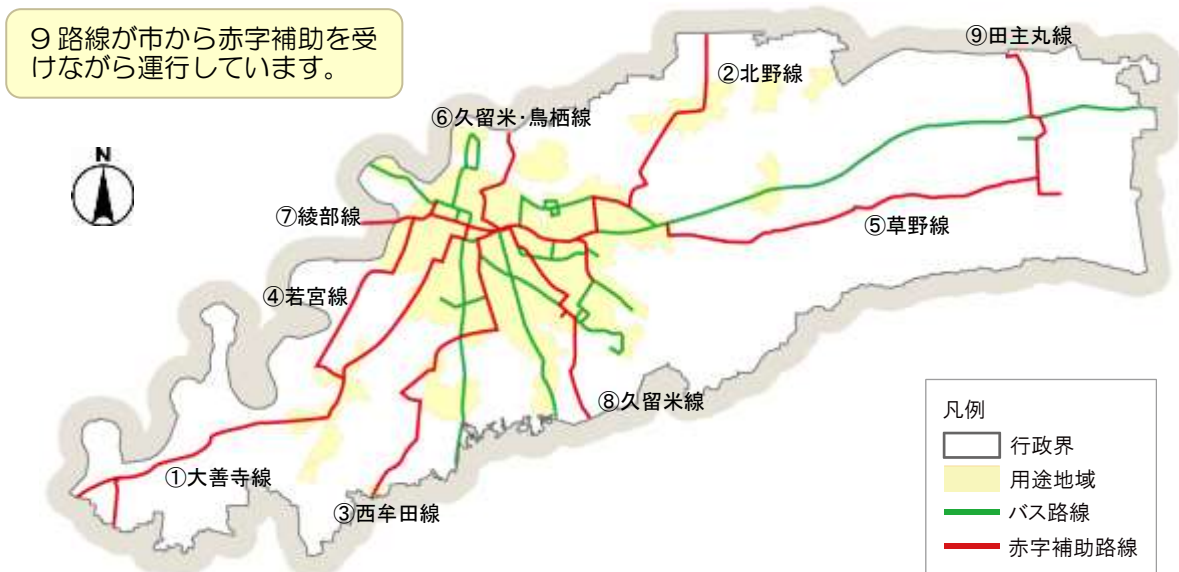 9路線が市から赤字補助を受
けながら運行しています。
⑨田主丸線
②北野線
⑥久留米・鳥栖線
N
⑦綾部線
⑤草野線
④若宮線
⑧久留米線
①大善寺線
③西牟田線
凡例
行政界
用途地域
バス路線
赤字補助路線